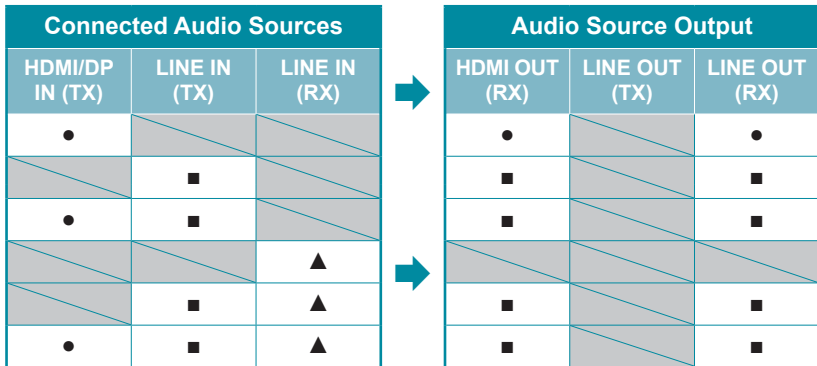 Connected Audio Sources
Audio Source Output
HDMI/DP IN (TX)
LINE IN (TX)
LINE IN (RX)
HDMI OUT (RX)
LINE OUT (TX)
LINE OUT (RX)
● ● ●
■ ■ ■
● ■ ■ ■
▲
■ ▲ ■ ■
● ■ ▲ ■ ■